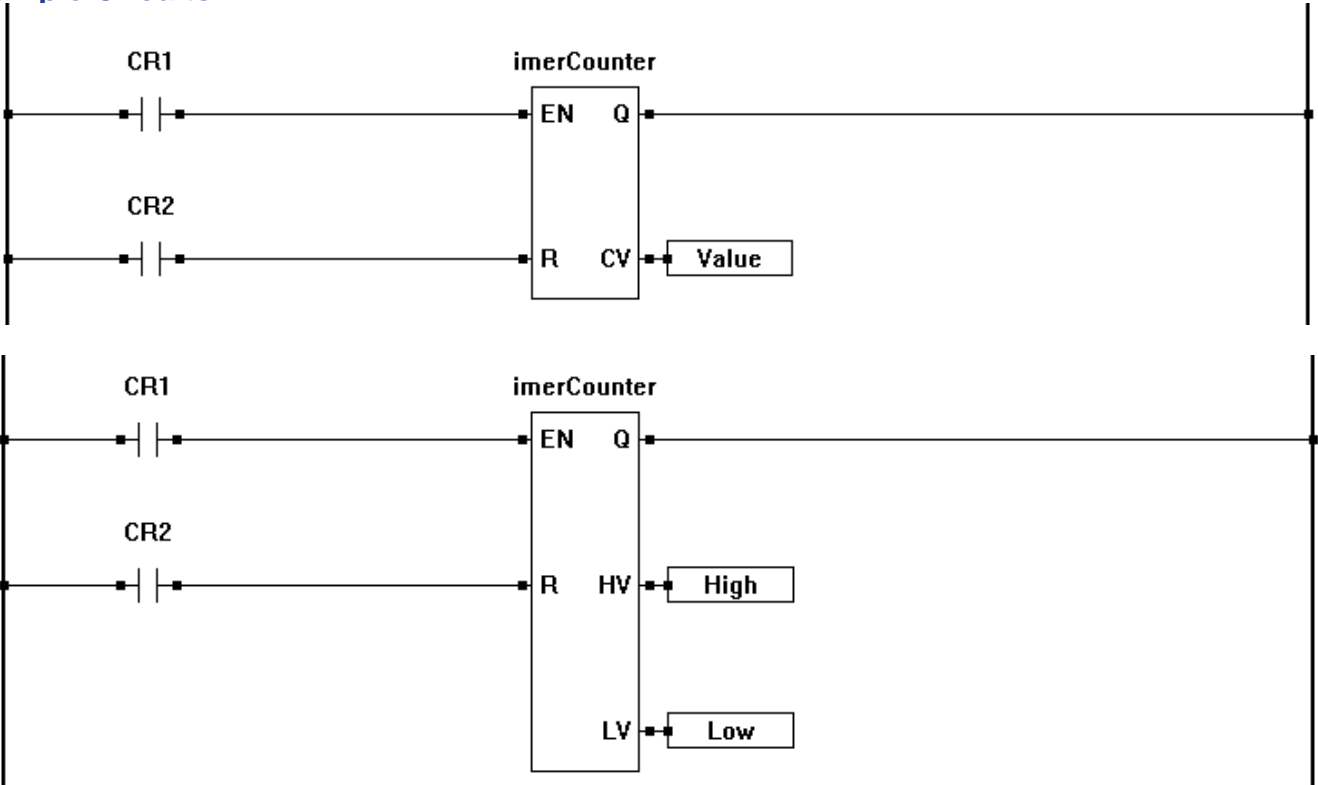 CR1
imerCounter
EN Q
CR2
R CV Value
CR1
imerCounter
EN Q
CR2
R HV High
LV Low